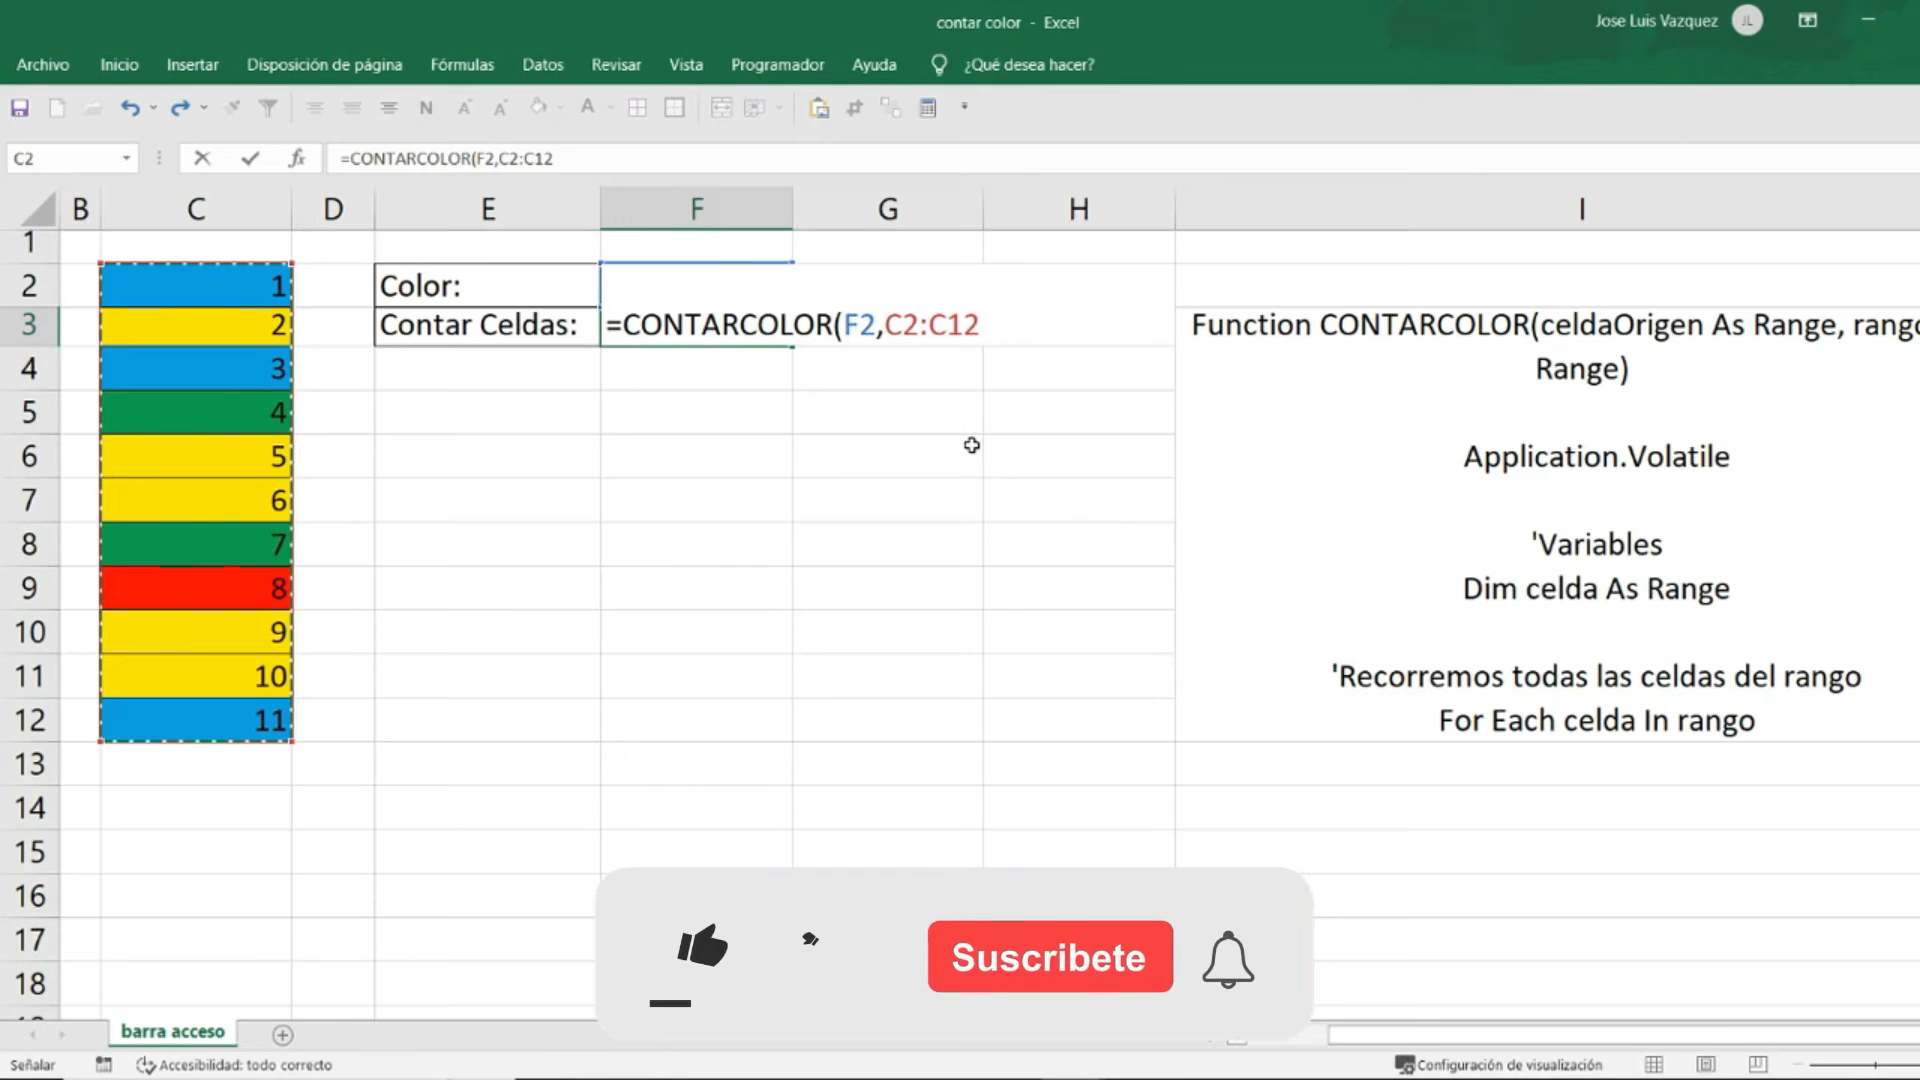 contar color - Excel
Jose Luis Vazquez JL
Archivo Inicio Insertar Disposición de página Fórmulas Datos Revisar Vista Programador Ayuda ¿Qué desea hacer?
N A A A
C2 fx =CONTARCOLOR(F2,C2:C12
B C D E F G H I
1
2 1 Color:
3 2 Contar Celdas: =CONTARCOLOR(F2,C2:C12 Function CONTARCOLOR(celdaOrigen As Range, rango
4 3 Range)
5 4
6 5 Application.Volatile
7 6
8 7 'Variables
9 8 Dim celda As Range
10 9
11 10 'Recorremos todas las celdas del rango
12 11 For Each celda In rango
13
14
15
16
17
18
Suscribete
barra acceso
Señalar Accesibilidad: todo correcto Configuración de visualización